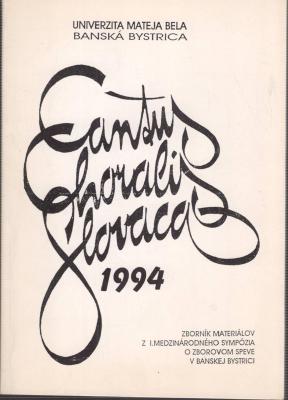 UNIVERZITA MATEJA BELA
BANSKÁ BYSTRICA
Cantus
Choralis
Slovaca
1994
ZBORNÍK MATERIÁLOV
Z I.MEDZINÁRODNÉHO SYMPÓZIA
O ZBOROVOM SPEVE
V BANSKEJ BYSTRICI